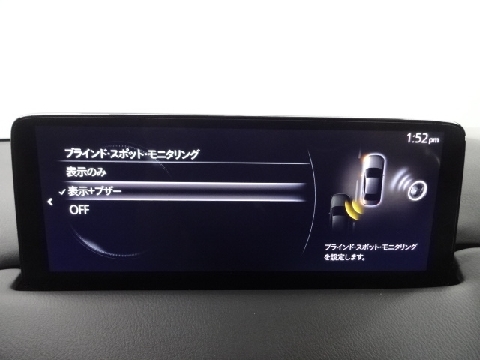 1:52pm
ブラインド・スポット・モニタリング
表示のみ
表示+ブザー
OFF
ブラインド・スポット・モニタリング
を設定します。